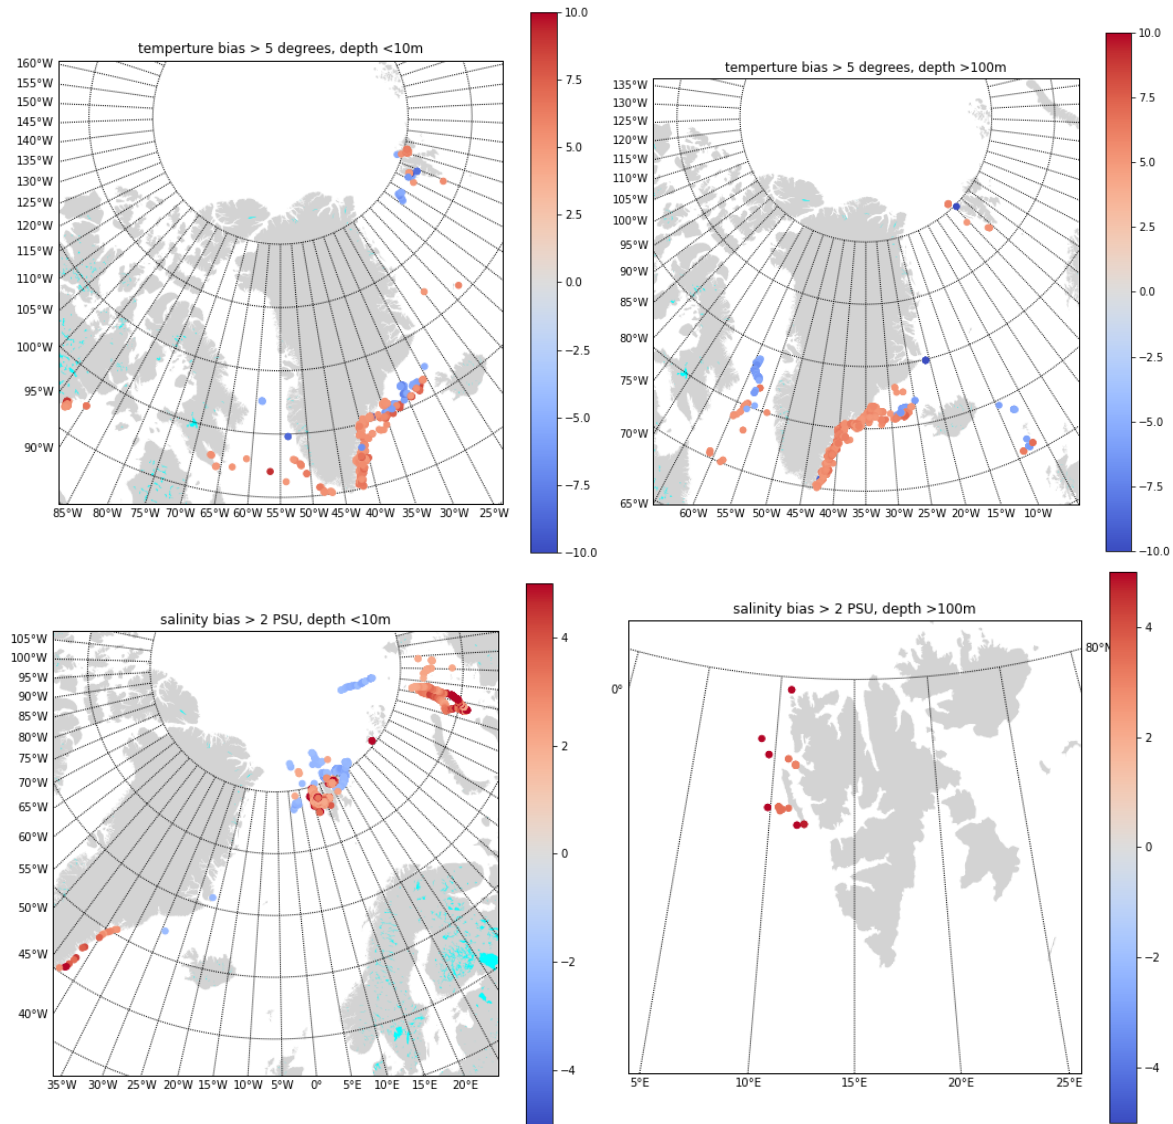 temperture bias > 5 degrees, depth <10m
160°W
155°W
150°W
145°W
140°W
135°W
130°W
125°W
120°W
115°W
110°W
105°W
100°W
95°W
90°W
85°W 80°W 75°W 70°W 65°W 60°W 55°W 50°W 45°W 40°W 35°W 30°W 25°W
10.0
7.5
5.0
2.5
0.0
−2.5
−5.0
−7.5
−10.0
temperture bias > 5 degrees, depth >100m
135°W
130°W
125°W
120°W
115°W
110°W
105°W
100°W
95°W
90°W
85°W
80°W
75°W
70°W
65°W
60°W 55°W 50°W 45°W 40°W 35°W 30°W 25°W 20°W 15°W 10°W
10.0
7.5
5.0
2.5
0.0
−2.5
−5.0
−7.5
−10.0
salinity bias > 2 PSU, depth <10m
105°W
100°W
95°W
90°W
85°W
80°W
75°W
70°W
65°W
60°W
55°W
50°W
45°W
40°W
35°W 30°W 25°W 20°W 15°W 10°W 5°W 0° 5°E 10°E 15°E 20°E
4
2
0
−2
−4
salinity bias > 2 PSU, depth >100m
80°N
0°
5°E 10°E 15°E 20°E 25°E
4
2
0
−2
−4